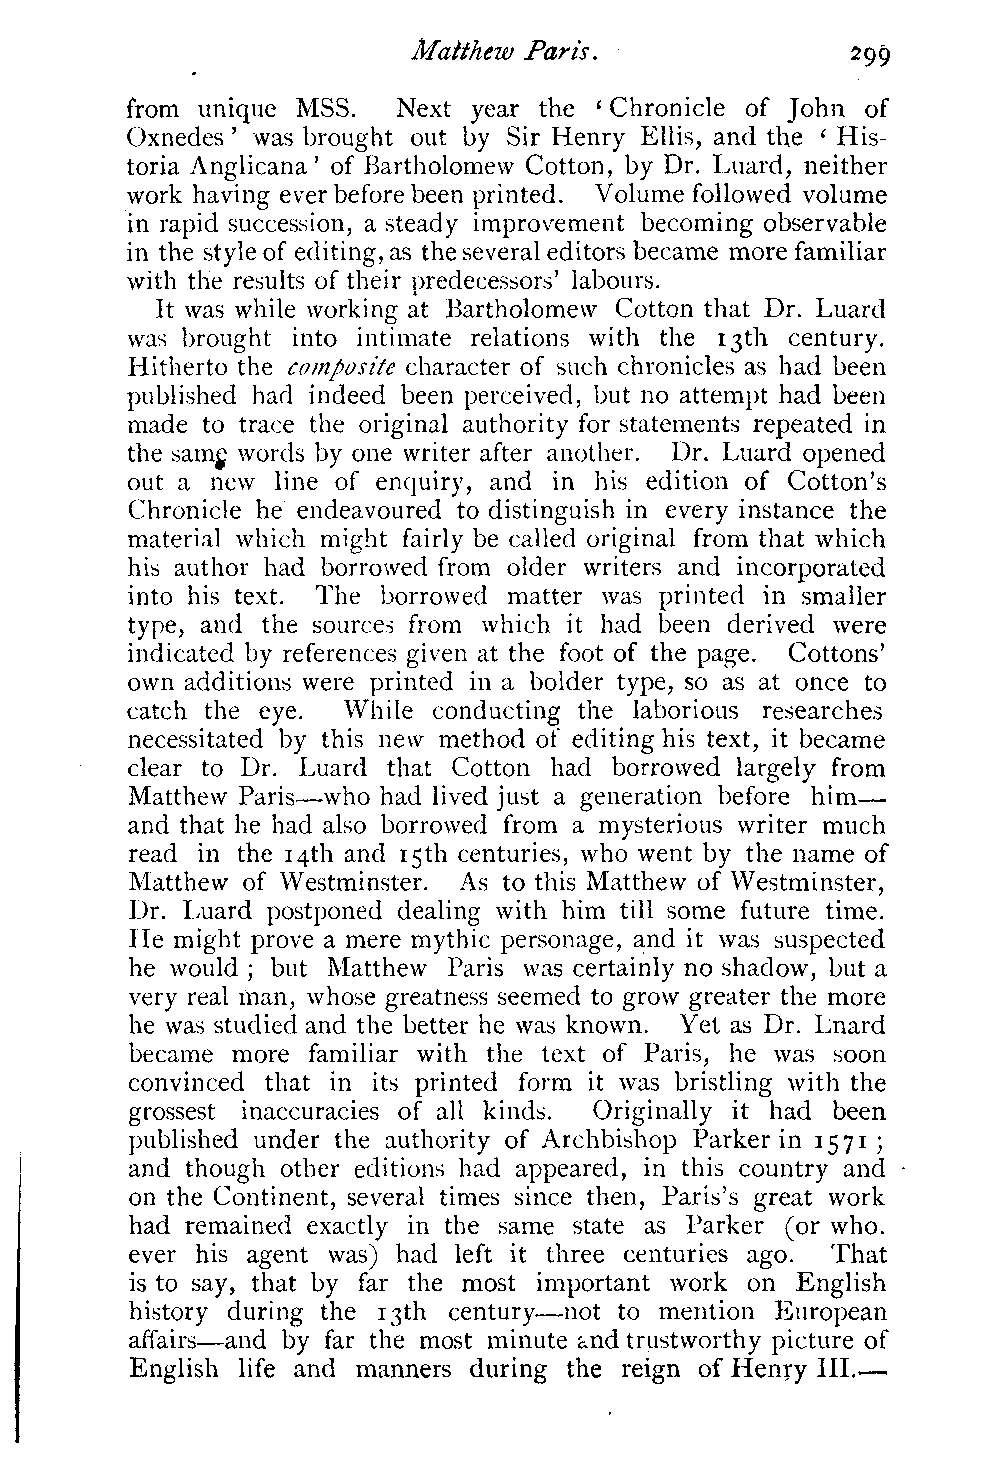 Matthew Paris. 299
from unique MSS. Next year the ‘ Chronicle of John of
Oxnedes ’ was brought out by Sir Henry Ellis, and the ‘ His-
toria Anglicana ’ of Bartholomew Cotton, by Dr. Luard, neither
work having ever before been printed. Volume followed volume
in rapid succession, a steady improvement becoming observable
in the style of editing, as the several editors became more familiar
with the results of their predecessors’ labours.
It was while working at Bartholomew Cotton that Dr. Luard
was brought into intimate relations with the 13th century.
Hitherto the composite character of such chronicles as had been
published had indeed been perceived, but no attempt had been
made to trace the original authority for statements repeated in
the same words by one writer after another. Dr. Luard opened
out a new line of enquiry, and in his edition of Cotton’s
Chronicle he endeavoured to distinguish in every instance the
material which might fairly be called original from that which
his author had borrowed from older writers and incorporated
into his text. The borrowed matter was printed in smaller
type, and the sources from which it had been derived were
indicated by references given at the foot of the page. Cottons’
own additions were printed in a bolder type, so as at once to
catch the eye. While conducting the laborious researches
necessitated by this new method of editing his text, it became
clear to Dr. Luard that Cotton had borrowed largely from
Matthew Paris—who had lived just a generation before him—
and that he had also borrowed from a mysterious writer much
read in the 14th and 15th centuries, who went by the name of
Matthew of Westminster. As to this Matthew of Westminster,
Dr. Luard postponed dealing with him till some future time.
He might prove a mere mythic personage, and it was suspected
he would ; but Matthew Paris was certainly no shadow, but a
very real man, whose greatness seemed to grow greater the more
he was studied and the better he was known. Yet as Dr. Lnard
became more familiar with the text of Paris, he was soon
convinced that in its printed form it was bristling with the
grossest inaccuracies of all kinds. Originally it had been
published under the authority of Archbishop Parker in 1571 ;
and though other editions had appeared, in this country and
on the Continent, several times since then, Paris’s great work
had remained exactly in the same state as Parker (or who.
ever his agent was) had left it three centuries ago. That
is to say, that by far the most important work on English
history during the 13th century—not to mention European
affairs—and by far the most minute and trustworthy picture of
English life and manners during the reign of Henry III.—